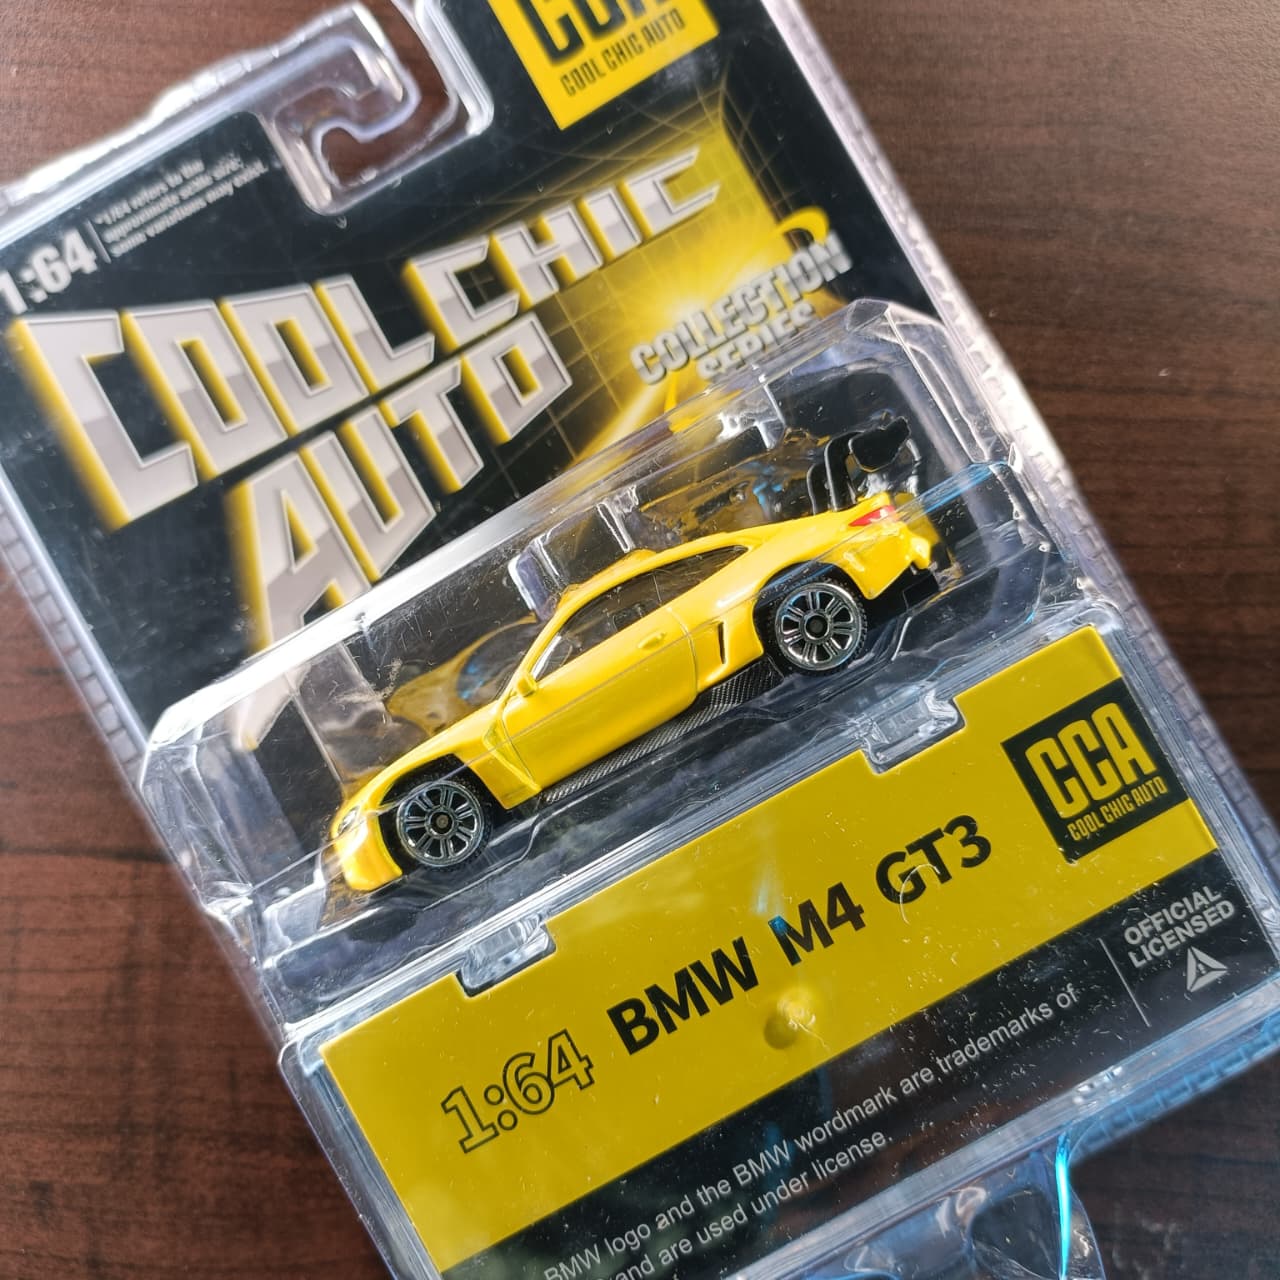 CCA
COOL CHIC AUTO
1:64
*1/64 refers to the
approximate scale size.
Some variations may exist.
COOL CHIC
AUTO
COLLECTION
SERIES
CCA
COOL CHIC AUTO
1:64 BMW M4 GT3
OFFICIAL
LICENSED
BMW logo and the BMW wordmark are trademarks of
and are used under license.